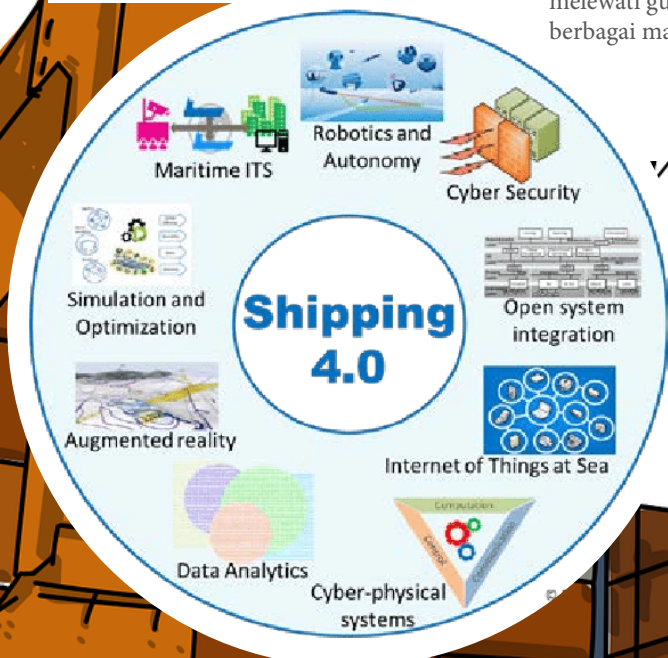 melewati gu
berbagai ma
Robotics and
Autonomy
Maritime ITS
Cyber Security
Simulation and
Optimization
Shipping
4.0
Open system
integration
Augmented reality
Internet of Things at Sea
Data Analytics
Computation
Control
Cyber-physical
systems
©